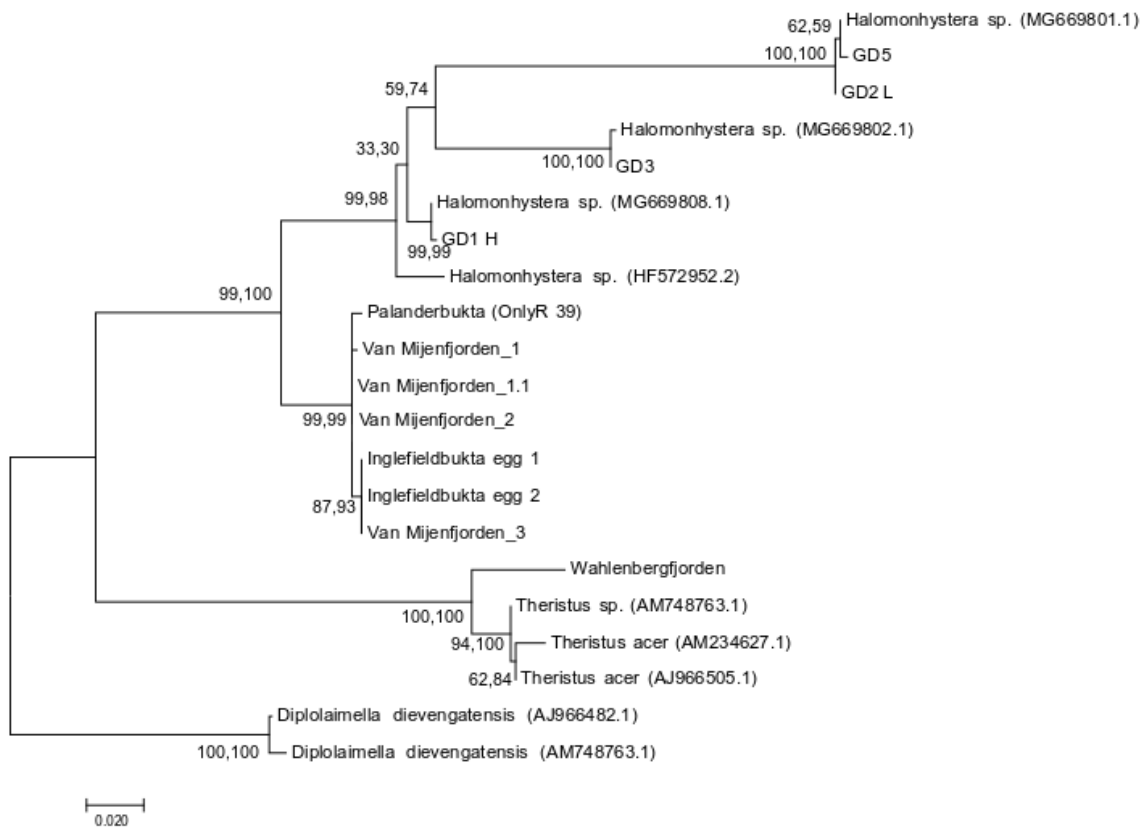 62,59
Halomonhystera sp. (MG669801.1)
100,100
GD5
GD2 L
59,74
Halomonhystera sp. (MG669802.1)
33,30
100,100
GD3
99,98
Halomonhystera sp. (MG669808.1)
GD1 H
99,99
Halomonhystera sp. (HF572952.2)
99,100
Palanderbukta (OnlyR 39)
Van Mijenfjorden_1
Van Mijenfjorden_1.1
99,99
Van Mijenfjorden_2
Inglefieldbukta egg 1
Inglefieldbukta egg 2
87,93
Van Mijenfjorden_3
Wahlenbergfjorden
100,100
Theristus sp. (AM748763.1)
94,100
Theristus acer (AM234627.1)
62,84
Theristus acer (AJ966505.1)
Diplolaimella dievengatensis (AJ966482.1)
100,100
Diplolaimella dievengatensis (AM748763.1)
0.020